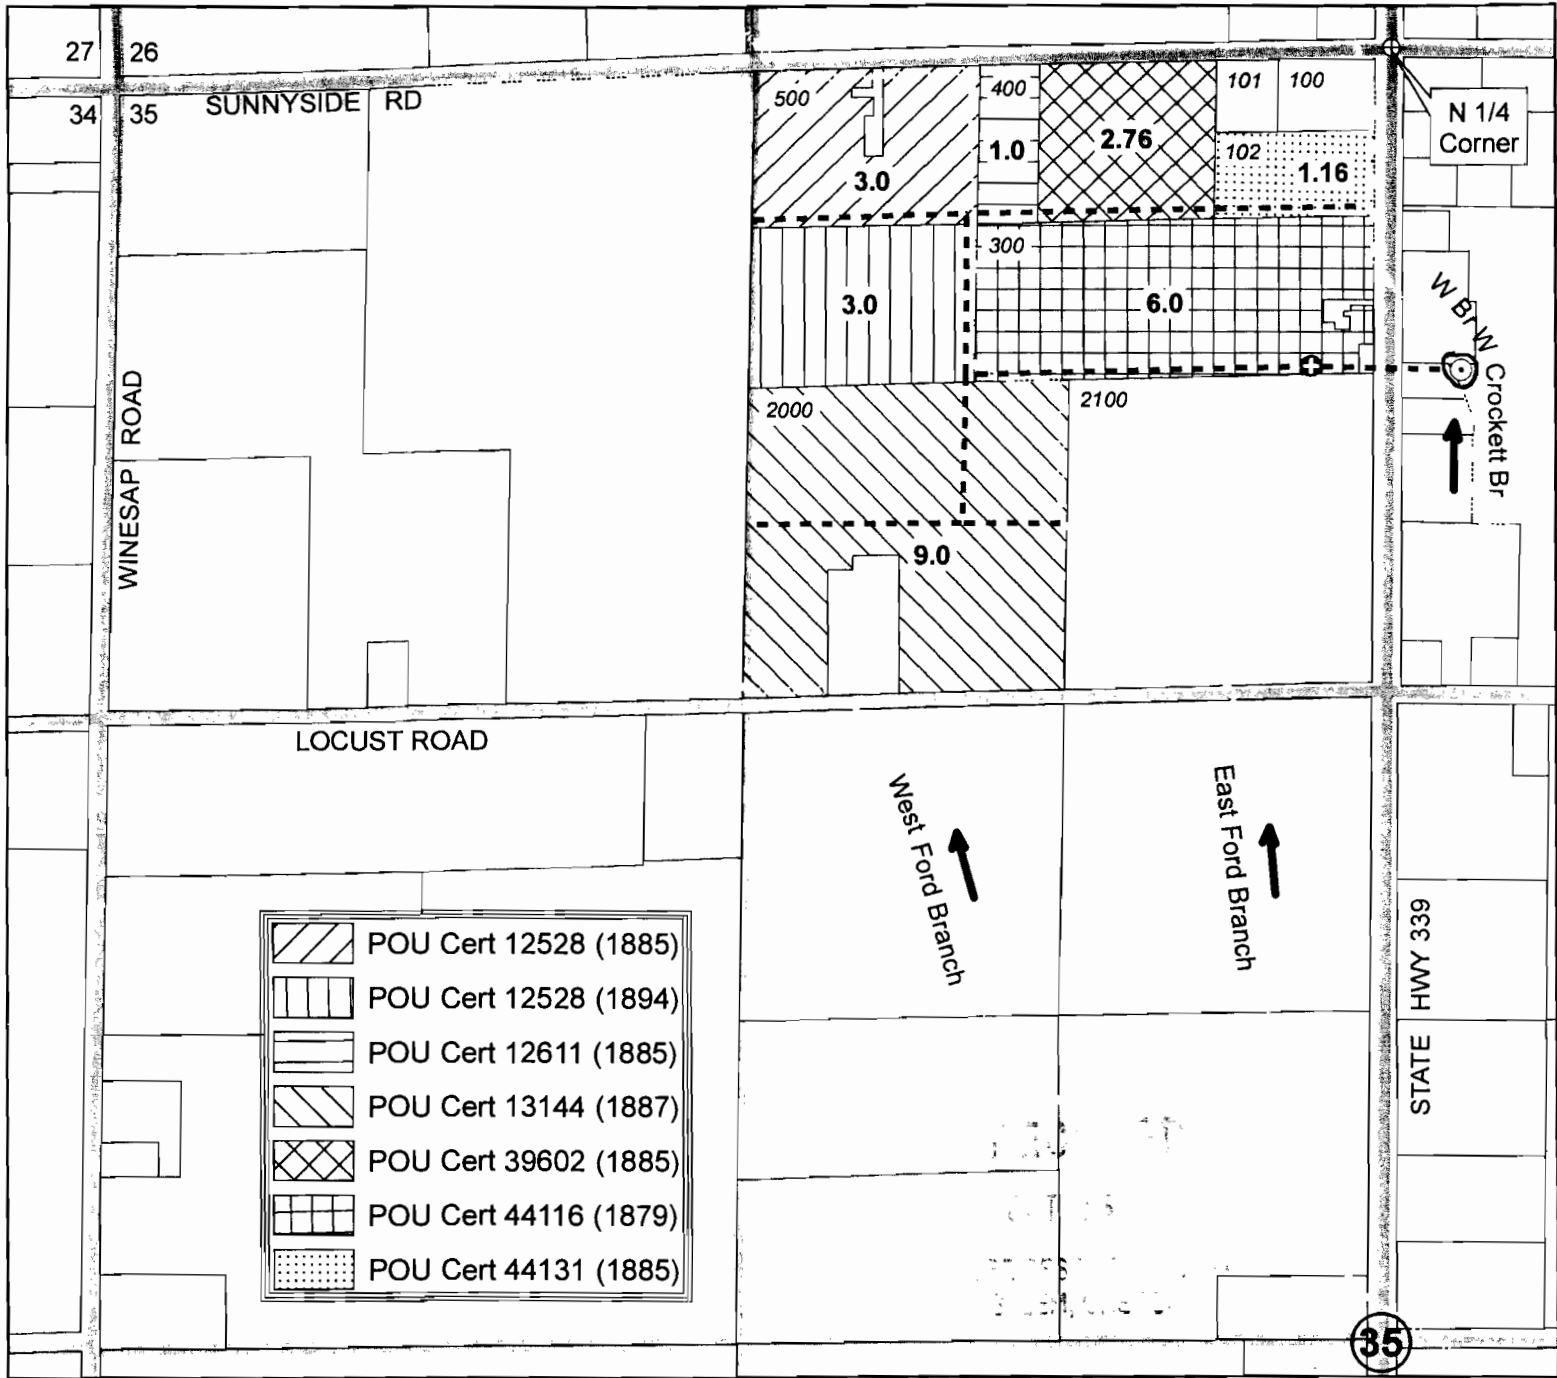 27 26
34 35
SUNNYSIDE RD
500
400
101 100
N 1/4
Corner
1.0
2.76
102
1.16
3.0
300
3.0
6.0
W Br W Crockett Br
WINESAP ROAD
2000
2100
9.0
LOCUST ROAD
West Ford Branch
East Ford Branch
STATE HWY 339
POU Cert 12528 (1885)
POU Cert 12528 (1894)
POU Cert 12611 (1885)
POU Cert 13144 (1887)
POU Cert 39602 (1885)
POU Cert 44116 (1879)
POU Cert 44131 (1885)
35